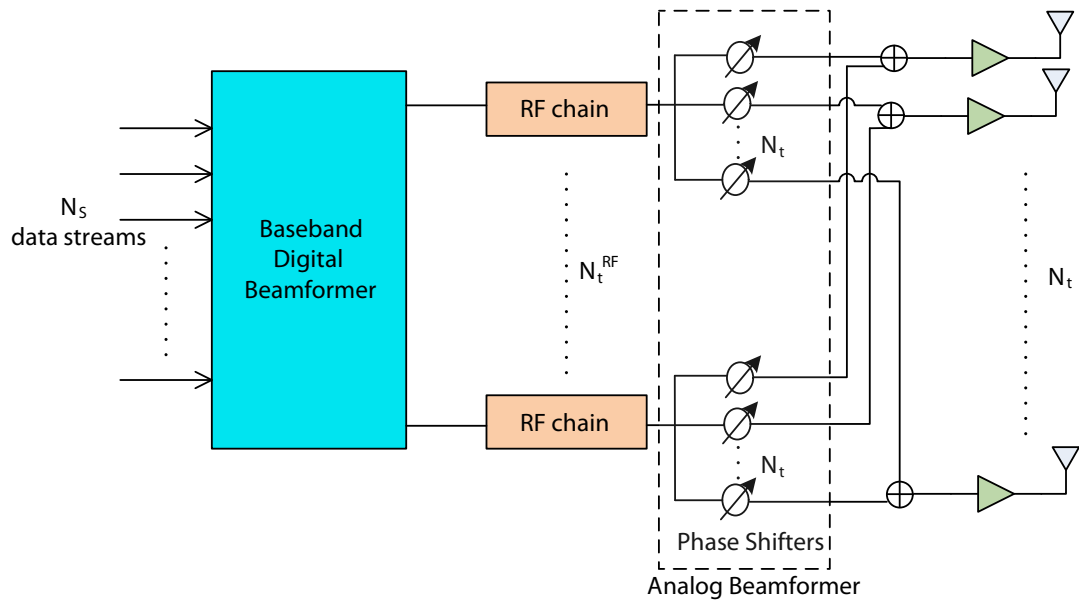 N_S
data streams
Baseband
Digital
Beamformer
RF chain
N_t^RF
RF chain
N_t
N_t
Phase Shifters
Analog Beamformer
N_t